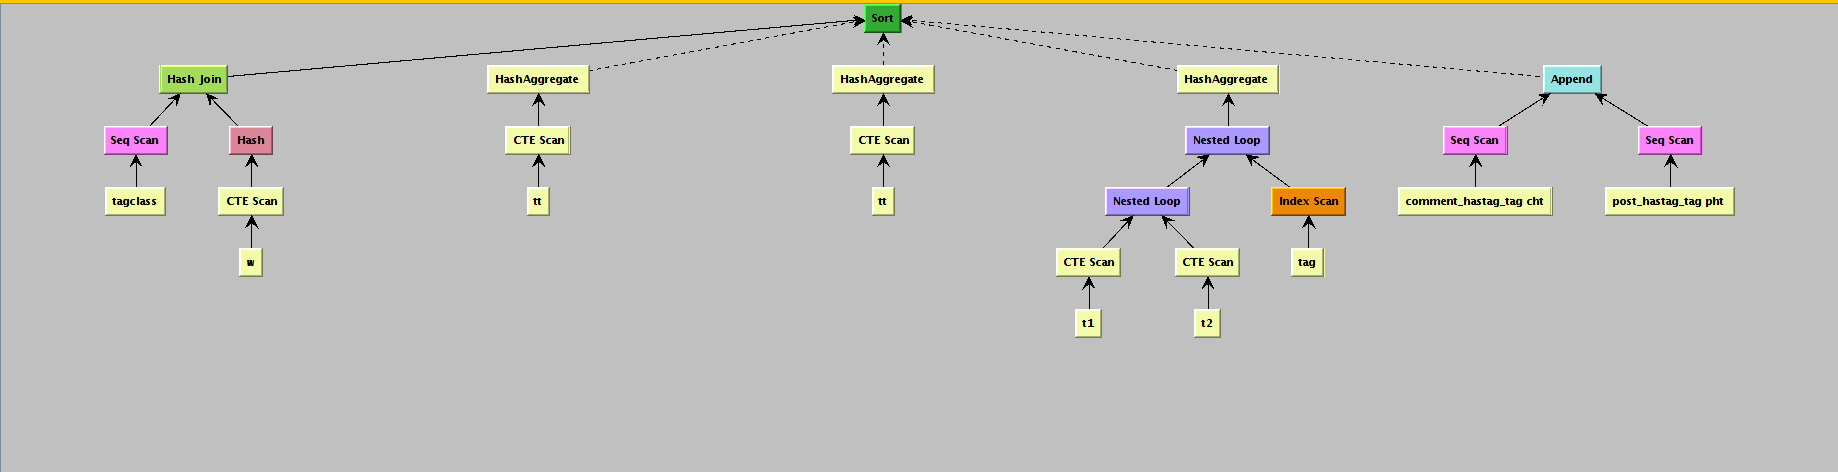 Sort
Hash Join
HashAggregate
HashAggregate
HashAggregate
Append
Seq Scan
Hash
CTE Scan
CTE Scan
Nested Loop
Seq Scan
Seq Scan
tagclass
CTE Scan
tt
tt
Nested Loop
Index Scan
comment_hastag_tag cht
post_hastag_tag pht
w
CTE Scan
CTE Scan
tag
t1
t2